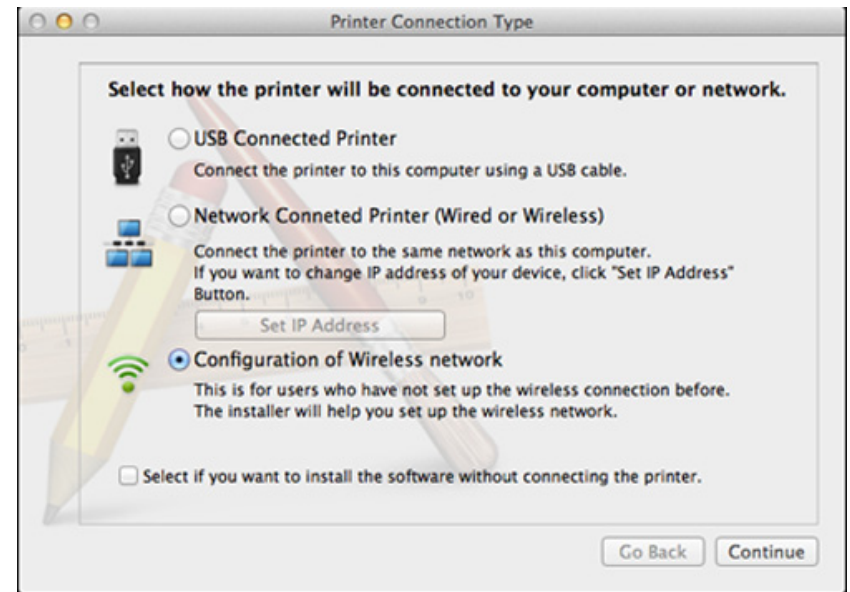 Printer Connection Type
Select how the printer will be connected to your computer or network.
USB Connected Printer
Connect the printer to this computer using a USB cable.
Network Conneted Printer (Wired or Wireless)
Connect the printer to the same network as this computer.
If you want to change IP address of your device, click "Set IP Address"
Button.
Set IP Address
Configuration of Wireless network
This is for users who have not set up the wireless connection before.
The installer will help you set up the wireless network.
Select if you want to install the software without connecting the printer.
Go Back
Continue